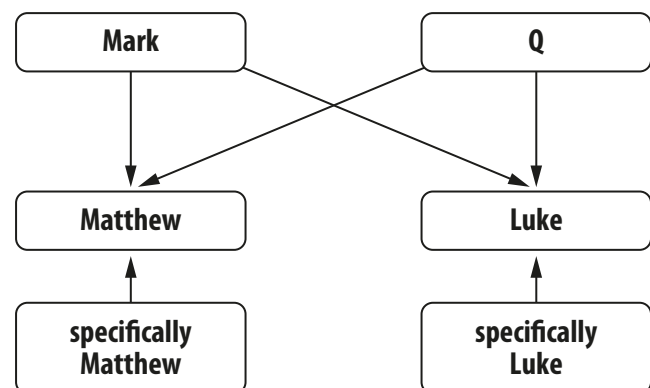 Mark
Q
Matthew
Luke
specifically
Matthew
specifically
Luke